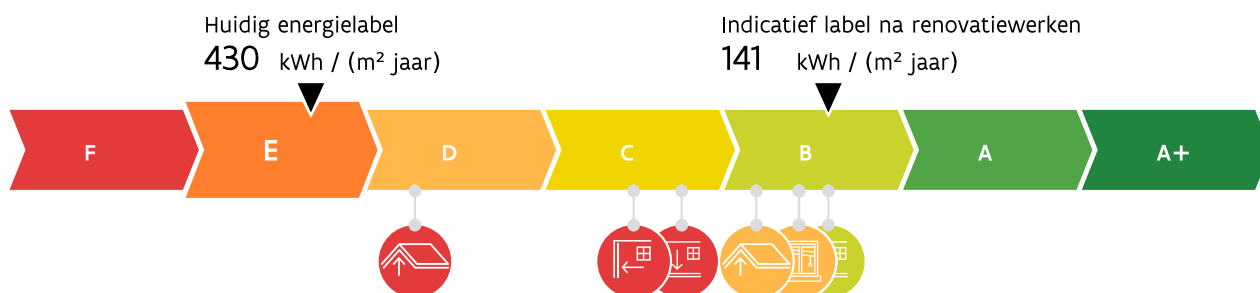 Huidig energielabel
430 kWh / (m² jaar)
Indicatief label na renovatiewerken
141 kWh / (m² jaar)
F E D C B A A+